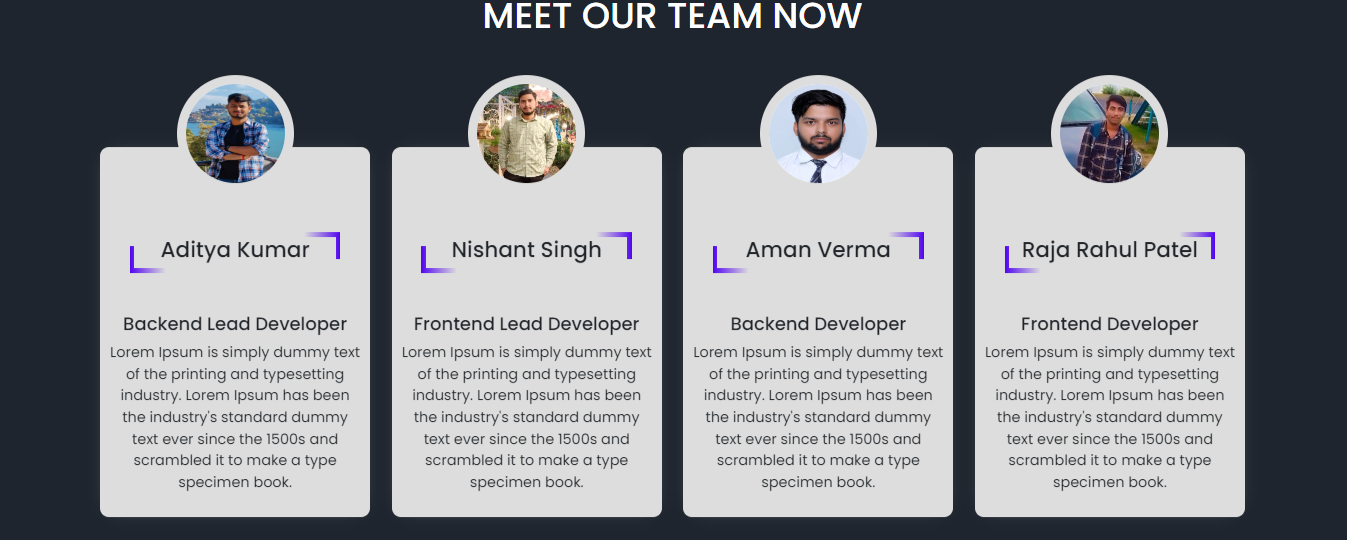 MEET OUR TEAM NOW
Aditya Kumar
Backend Lead Developer
Lorem Ipsum is simply dummy text
of the printing and typesetting
industry. Lorem Ipsum has been
the industry's standard dummy
text ever since the 1500s and
scrambled it to make a type
specimen book.
Nishant Singh
Frontend Lead Developer
Lorem Ipsum is simply dummy text
of the printing and typesetting
industry. Lorem Ipsum has been
the industry's standard dummy
text ever since the 1500s and
scrambled it to make a type
specimen book.
Aman Verma
Backend Developer
Lorem Ipsum is simply dummy text
of the printing and typesetting
industry. Lorem Ipsum has been
the industry's standard dummy
text ever since the 1500s and
scrambled it to make a type
specimen book.
Raja Rahul Patel
Frontend Developer
Lorem Ipsum is simply dummy text
of the printing and typesetting
industry. Lorem Ipsum has been
the industry's standard dummy
text ever since the 1500s and
scrambled it to make a type
specimen book.